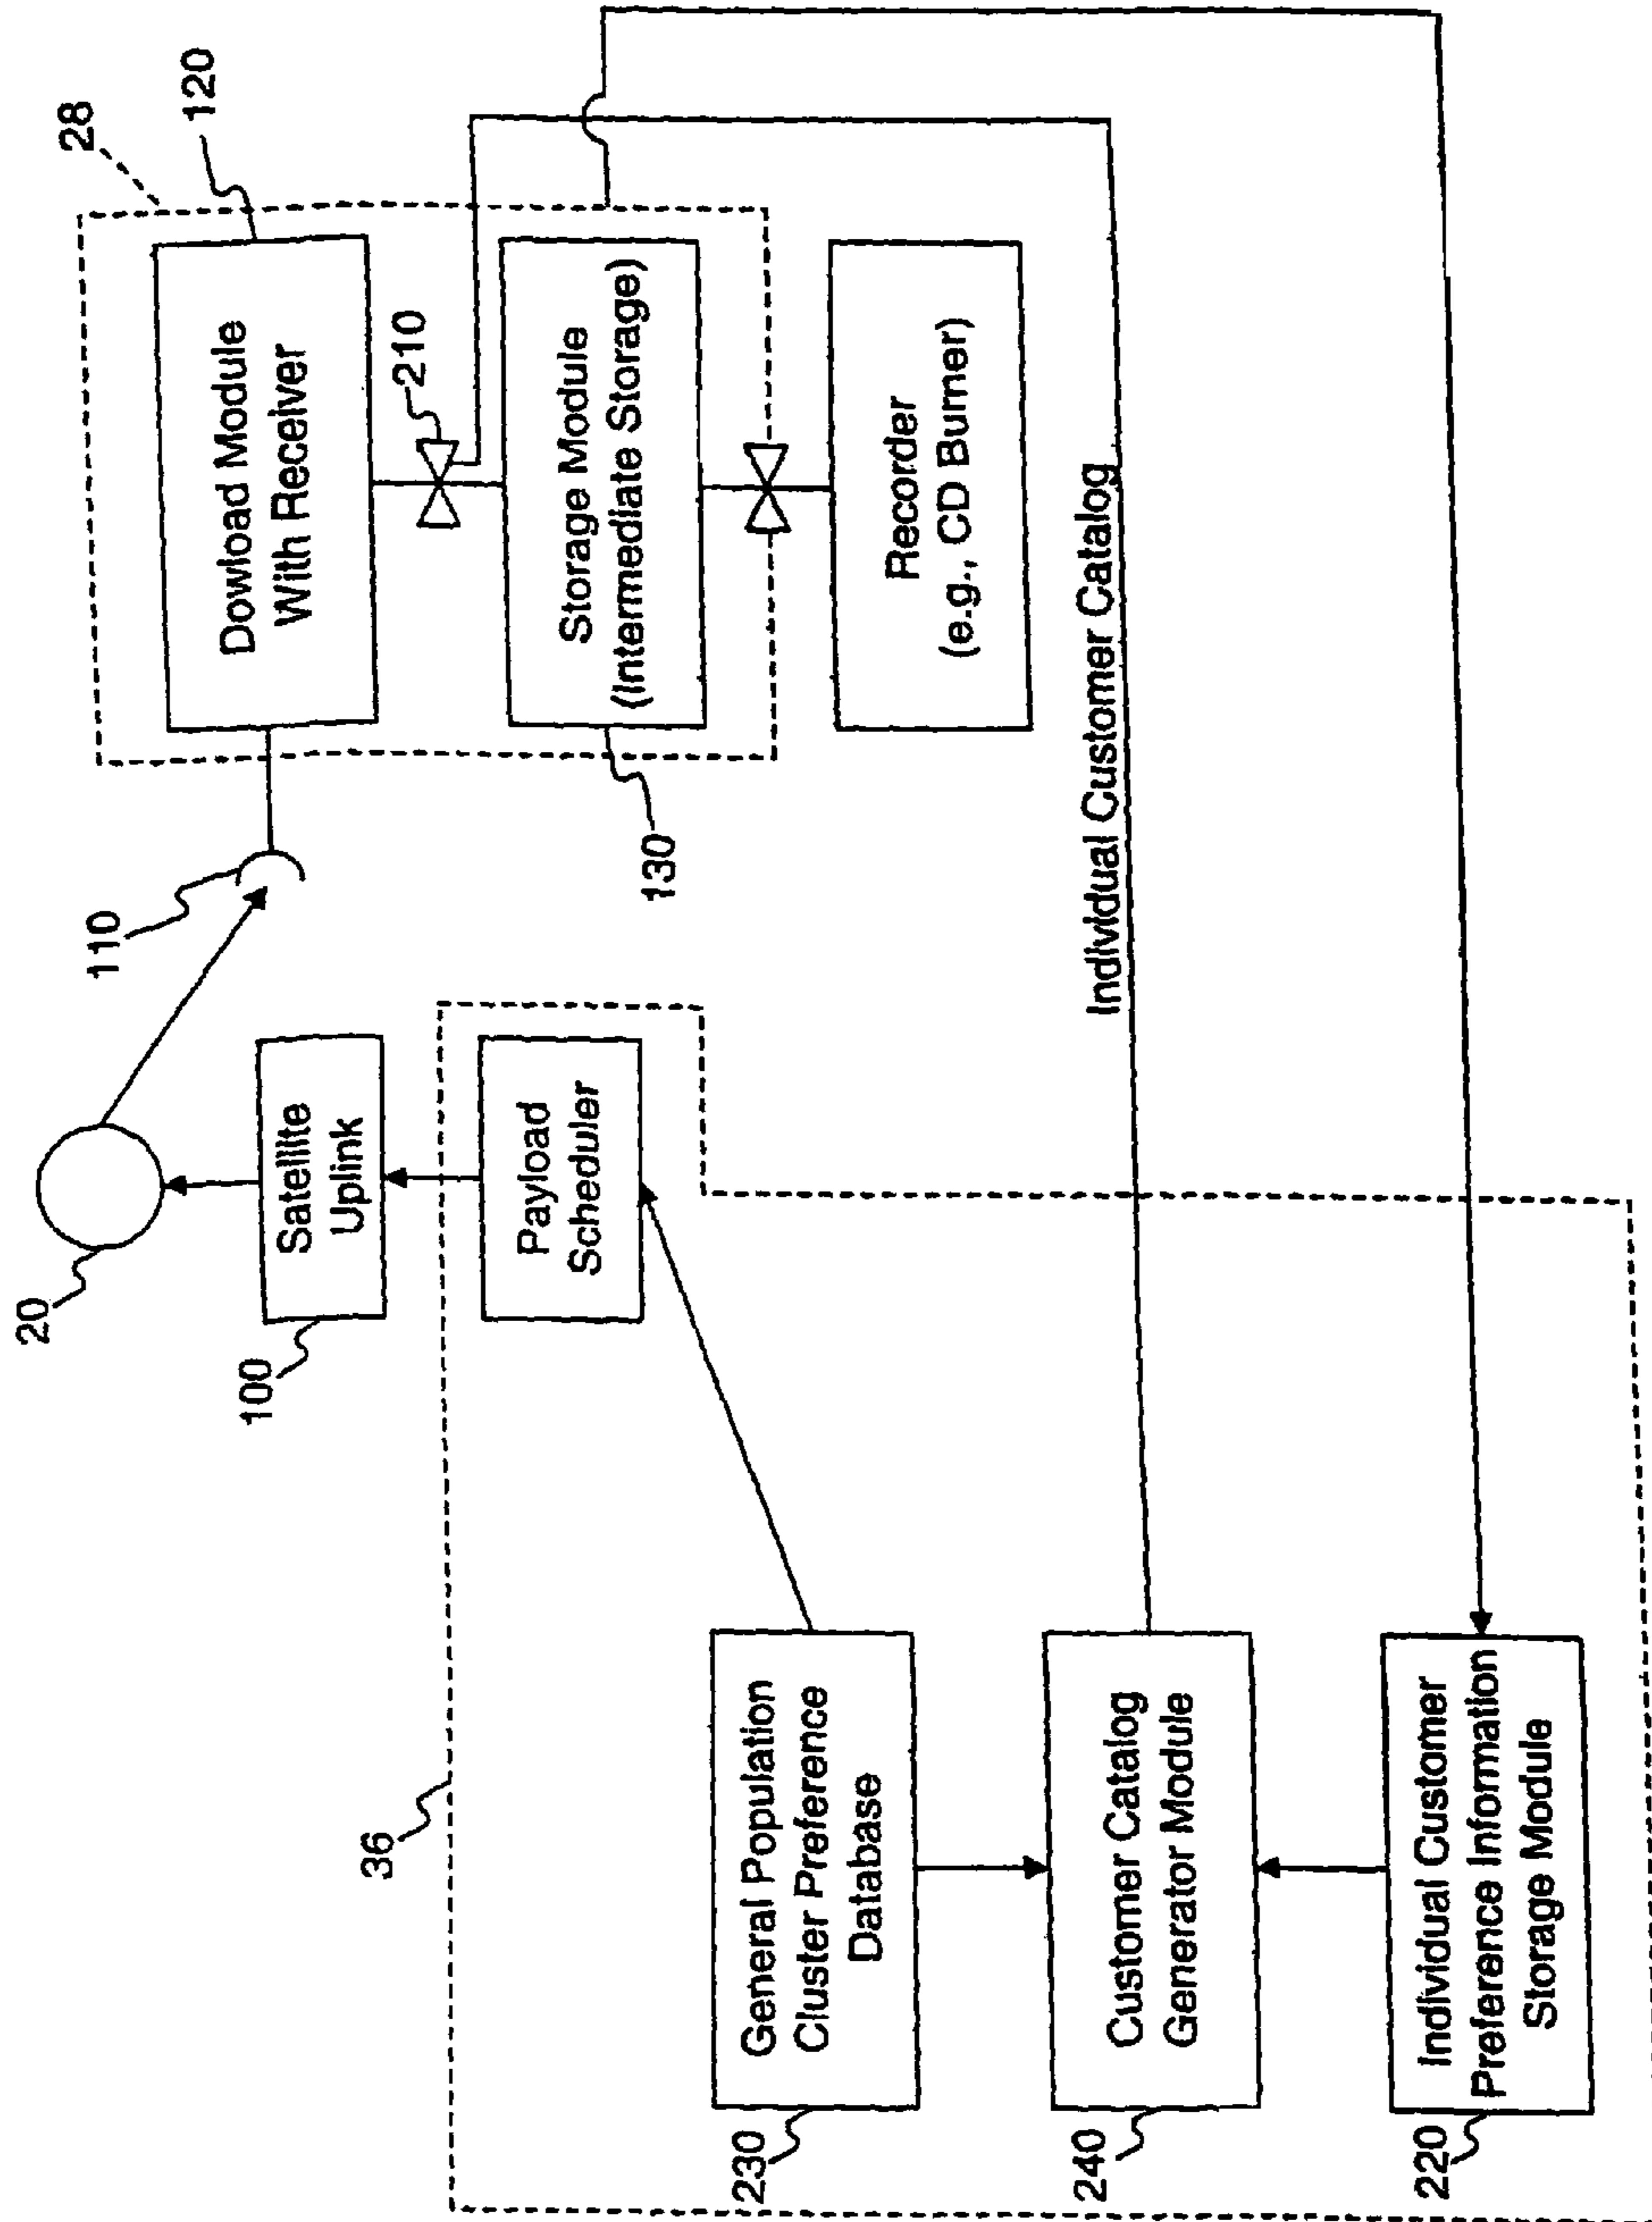 20
100
Satellite
Uplink
110
28
120
Dowload Module
With Receiver
210
Storage Module
(Intermediate Storage)
130
Recorder
(e.g., CD Burner)
36
Payload
Scheduler
General Population
Cluster Preference
Database
230
Customer Catalog
Generator Module
240
Individual Customer Catalog
Individual Customer
Preference Information
Storage Module
220